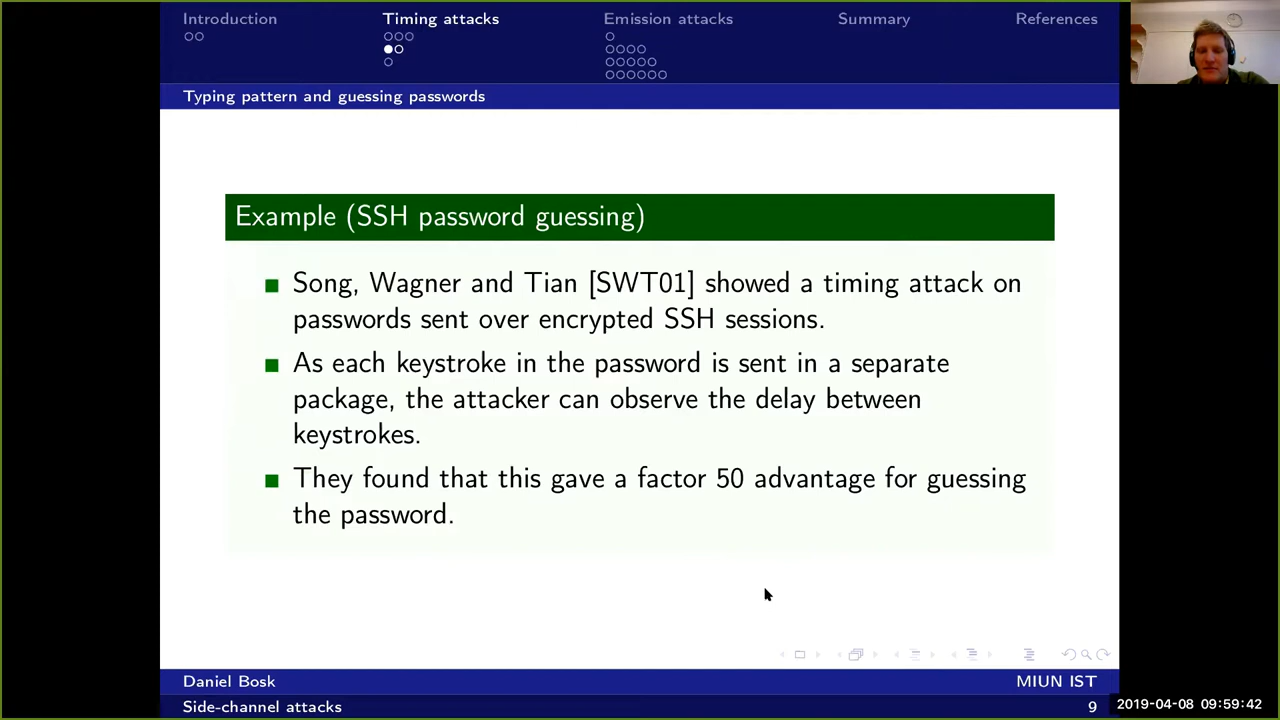 Introduction
Timing attacks
Emission attacks
Summary
References
Typing pattern and guessing passwords
Example (SSH password guessing)
Song, Wagner and Tian [SWT01] showed a timing attack on
passwords sent over encrypted SSH sessions.
As each keystroke in the password is sent in a separate
package, the attacker can observe the delay between
keystrokes.
They found that this gave a factor 50 advantage for guessing
the password.
Daniel Bosk
MIUN IST
Side-channel attacks
9
2019-04-08 09:59:42